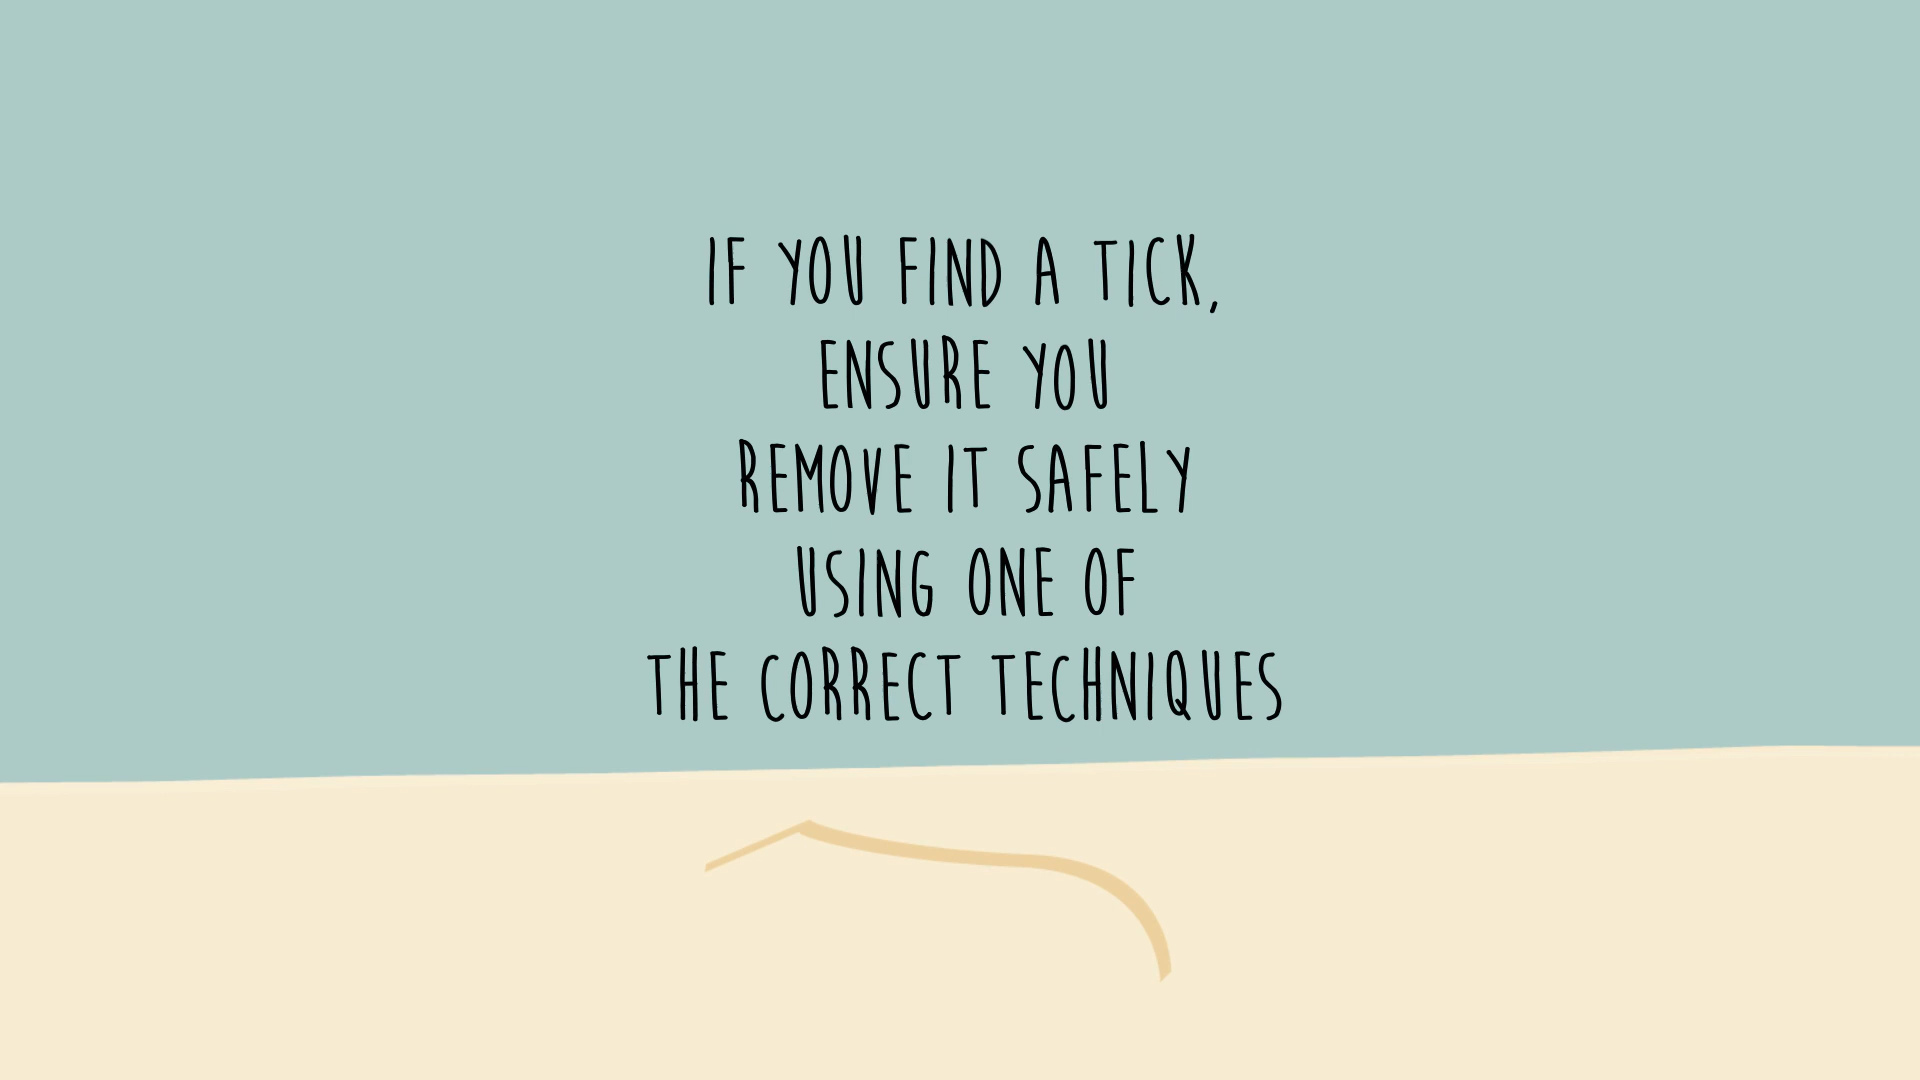 IF YOU FIND A TICK,
ENSURE YOU
REMOVE IT SAFELY
USING ONE OF
THE CORRECT TECHNIQUES